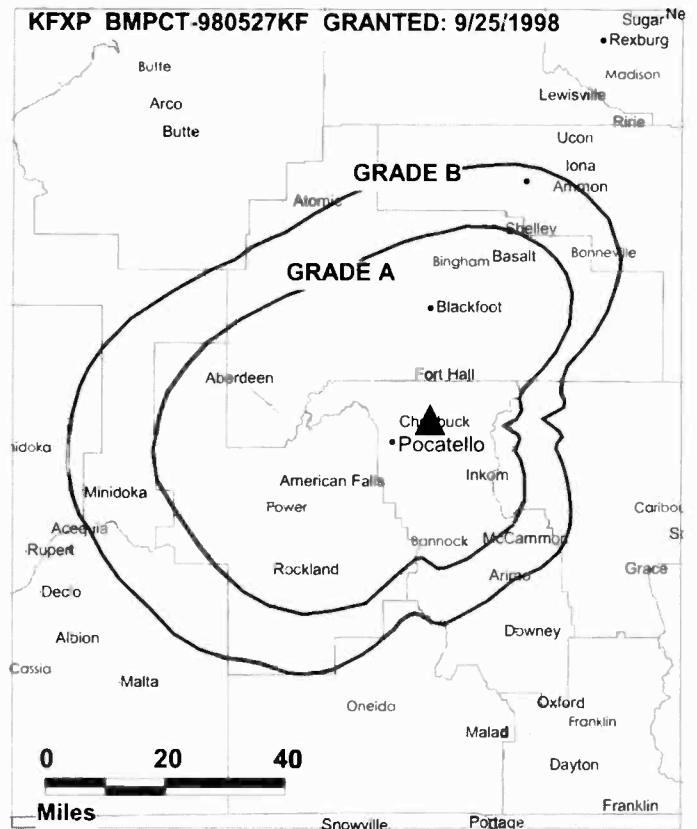 KFXP BMPCT-980527KF GRANTED: 9/25/1998
Sugar
Ne
Rexburg
Butte
Madison
Arco
Lewisville
Butte
Ririe
Ucon
Iona
GRADE B
Ammon
Atomic
Shelley
Bingham
Basalt
Bonneville
GRADE A
Blackfoot
Fort Hall
Aberdeen
Pocatello
nidoka
American Falls
Inkom
Minidoka
Power
Caribou
Acequia
Bannock
McCammon
Rupert
Rockland
Arimo
Grace
Declo
Downey
Albion
Cassia
Malta
Oneida
Oxford
Franklin
Malad
Dayton
0 20 40
Miles
Franklin
Snowville
Portage